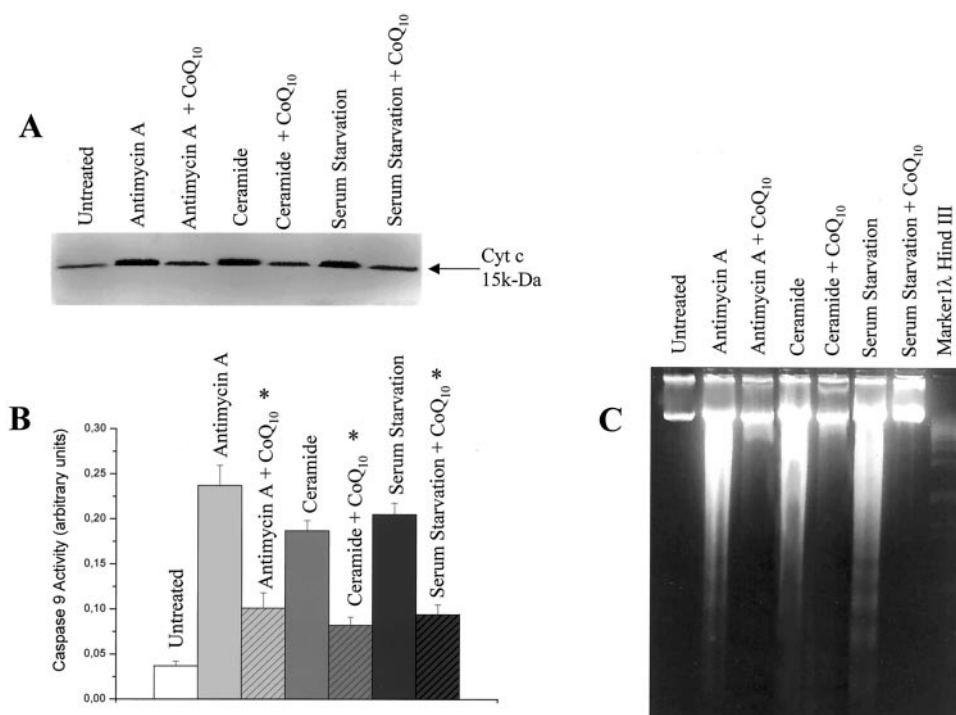 A
Untreated
Antimycin A
Antimycin A + CoQ10
Ceramide
Ceramide + CoQ10
Serum Starvation
Serum Starvation + CoQ10
Cyt c
15k-Da
B
Caspase 9 Activity (arbitrary units)
0,30
0,25
0,20
0,15
0,10
0,05
0,00
Untreated
Antimycin A
Antimycin A + CoQ10 *
Ceramide
Ceramide + CoQ10 *
Serum Starvation
Serum Starvation + CoQ10 *
C
Untreated
Antimycin A
Antimycin A + CoQ10
Ceramide
Ceramide + CoQ10
Serum Starvation
Serum Starvation + CoQ10
Marker1λ Hind III